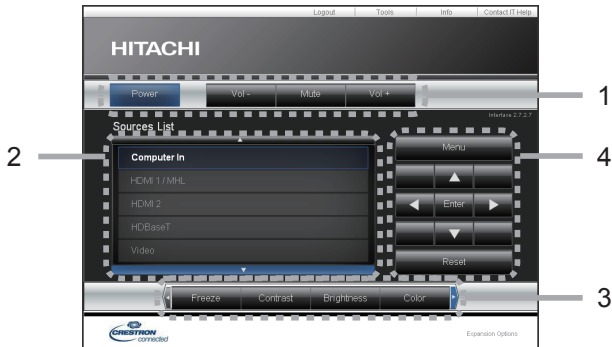 Logout Tools Info Contact IT Help
HITACHI
Power Vol - Mute Vol +
1
Interface 2.7.2.7
Sources List
2
Computer In
HDMI 1 / MHL
HDMI 2
HDBaseT
Video
Menu
4
Enter
Reset
Freeze Contrast Brightness Color
3
CRESTRON
connected
Expansion Options